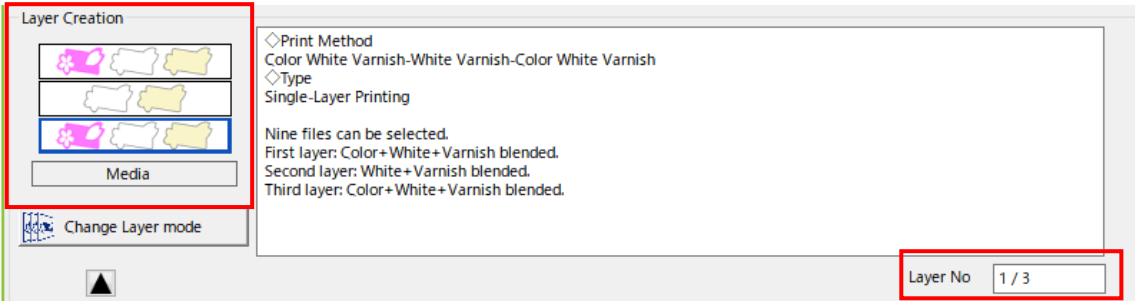 Layer Creation
Media
Change Layer mode
◇Print Method
Color White Varnish-White Varnish-Color White Varnish
◇Type
Single-Layer Printing
Nine files can be selected.
First layer: Color+White+Varnish blended.
Second layer: White+Varnish blended.
Third layer: Color+White+Varnish blended.
Layer No 1 / 3